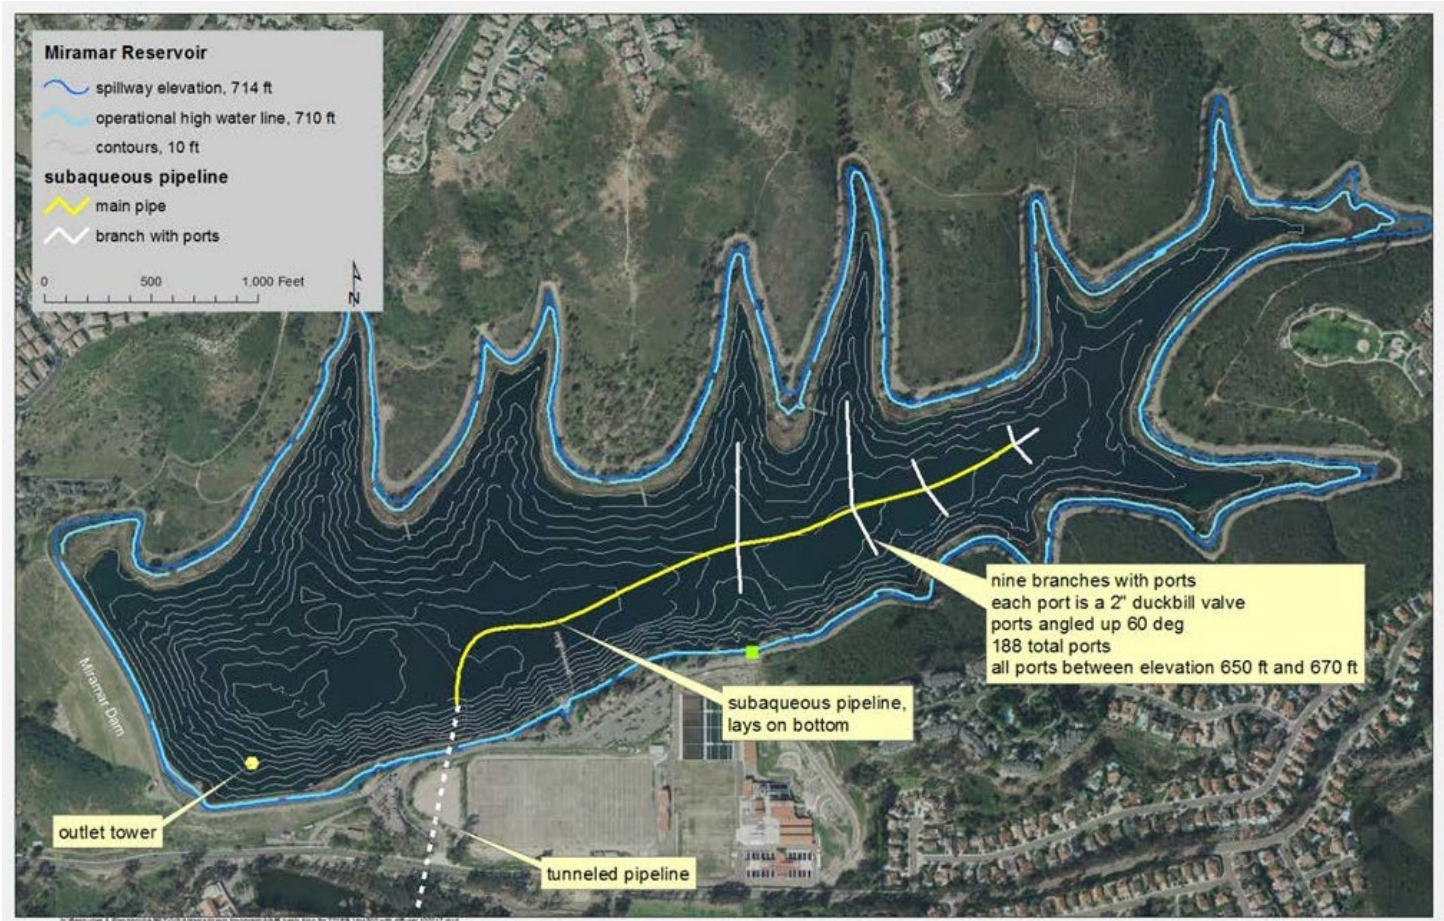 Miramar Reservoir
spillway elevation, 714 ft
operational high water line, 710 ft
contours, 10 ft
subaqueous pipeline
main pipe
branch with ports
0 500 1,000 Feet
N
nine branches with ports
each port is a 2" duckbill valve
ports angled up 60 deg
188 total ports
all ports between elevation 650 ft and 670 ft
Miramar Dam
subaqueous pipeline,
lays on bottom
outlet tower
tunneled pipeline